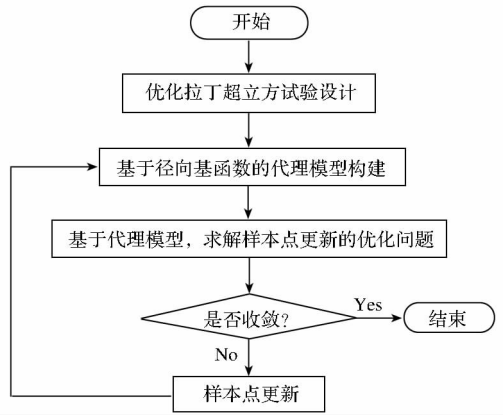 开始
优化拉丁超立方试验设计
基于径向基函数的代理模型构建
基于代理模型，求解样本点更新的优化问题
是否收敛？
Yes
结束
No
样本点更新